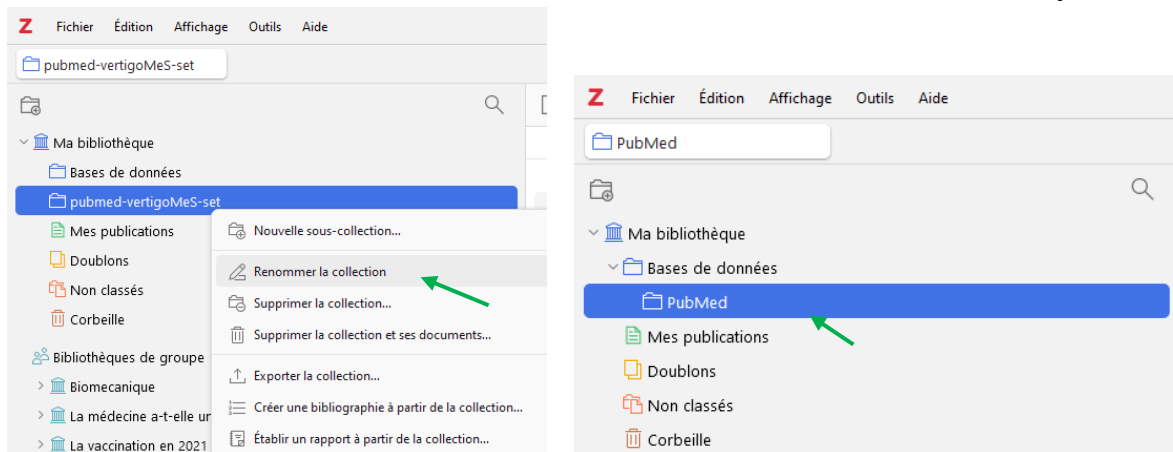 Z Fichier Édition Affichage Outils Aide
pubmed-vertigoMeS-set
Ma bibliothèque
Bases de données
pubmed-vertigoMeS-set
Mes publications
Doublons
Non classés
Corbeille
Bibliothèques de groupe
Biomecanique
La médecine a-t-elle ur
La vaccination en 2021
Nouvelle sous-collection...
Renommer la collection
Supprimer la collection...
Supprimer la collection et ses documents...
Exporter la collection...
Créer une bibliographie à partir de la collection...
Établir un rapport à partir de la collection...
Z Fichier Édition Affichage Outils Aide
PubMed
Ma bibliothèque
Bases de données
PubMed
Mes publications
Doublons
Non classés
Corbeille